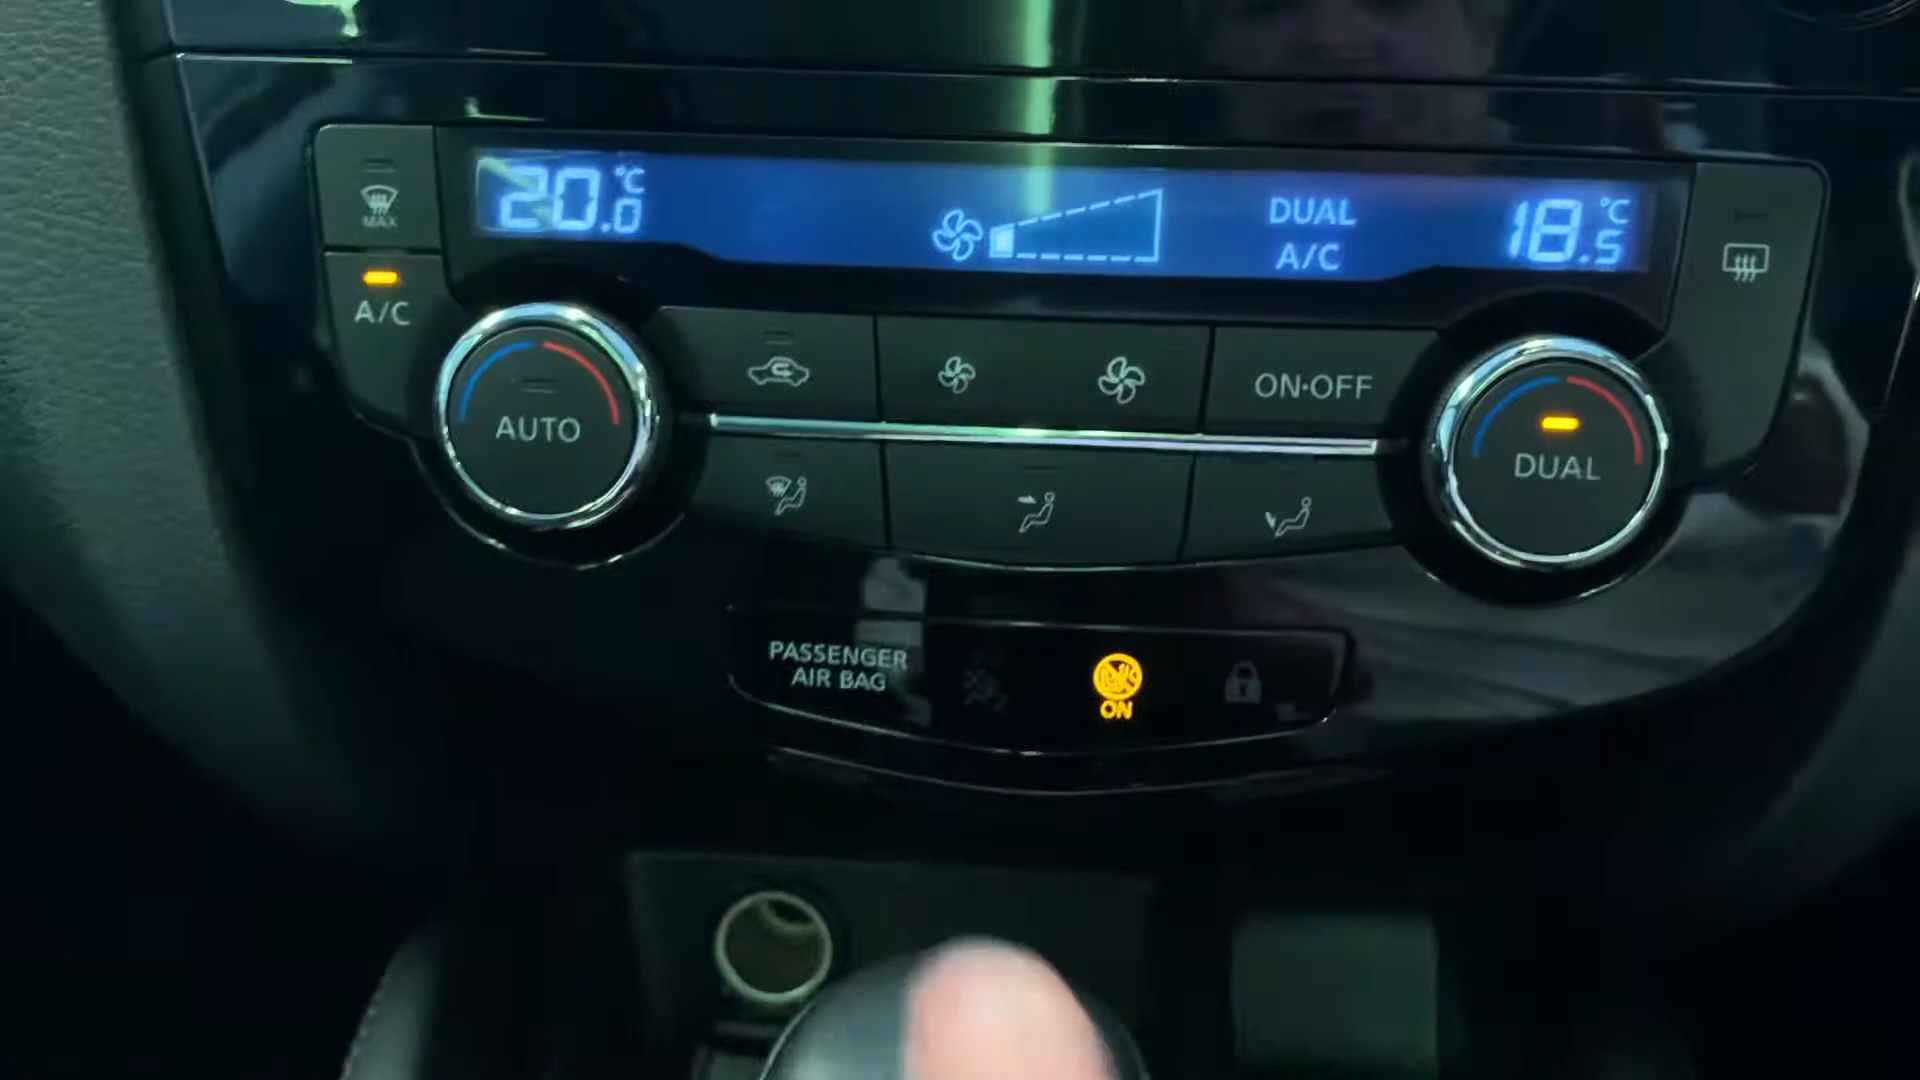 MAX
20.0 °C
DUAL
A/C
18.5 °C
A/C
AUTO
ON·OFF
DUAL
PASSENGER
AIR BAG
ON